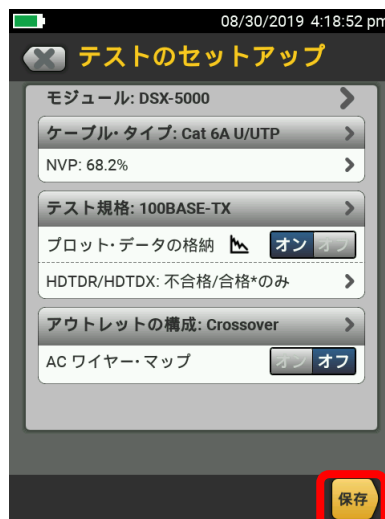 08/30/2019 4:18:52 pm
テストのセットアップ
モジュール: DSX-5000
ケーブル・タイプ: Cat 6A U/UTP
NVP: 68.2%
テスト規格: 100BASE-TX
プロット・データの格納 オン オフ
HDTDR/HDTDX: 不合格/合格*のみ
アウトレットの構成: Crossover
AC ワイヤー・マップ オン オフ
保存